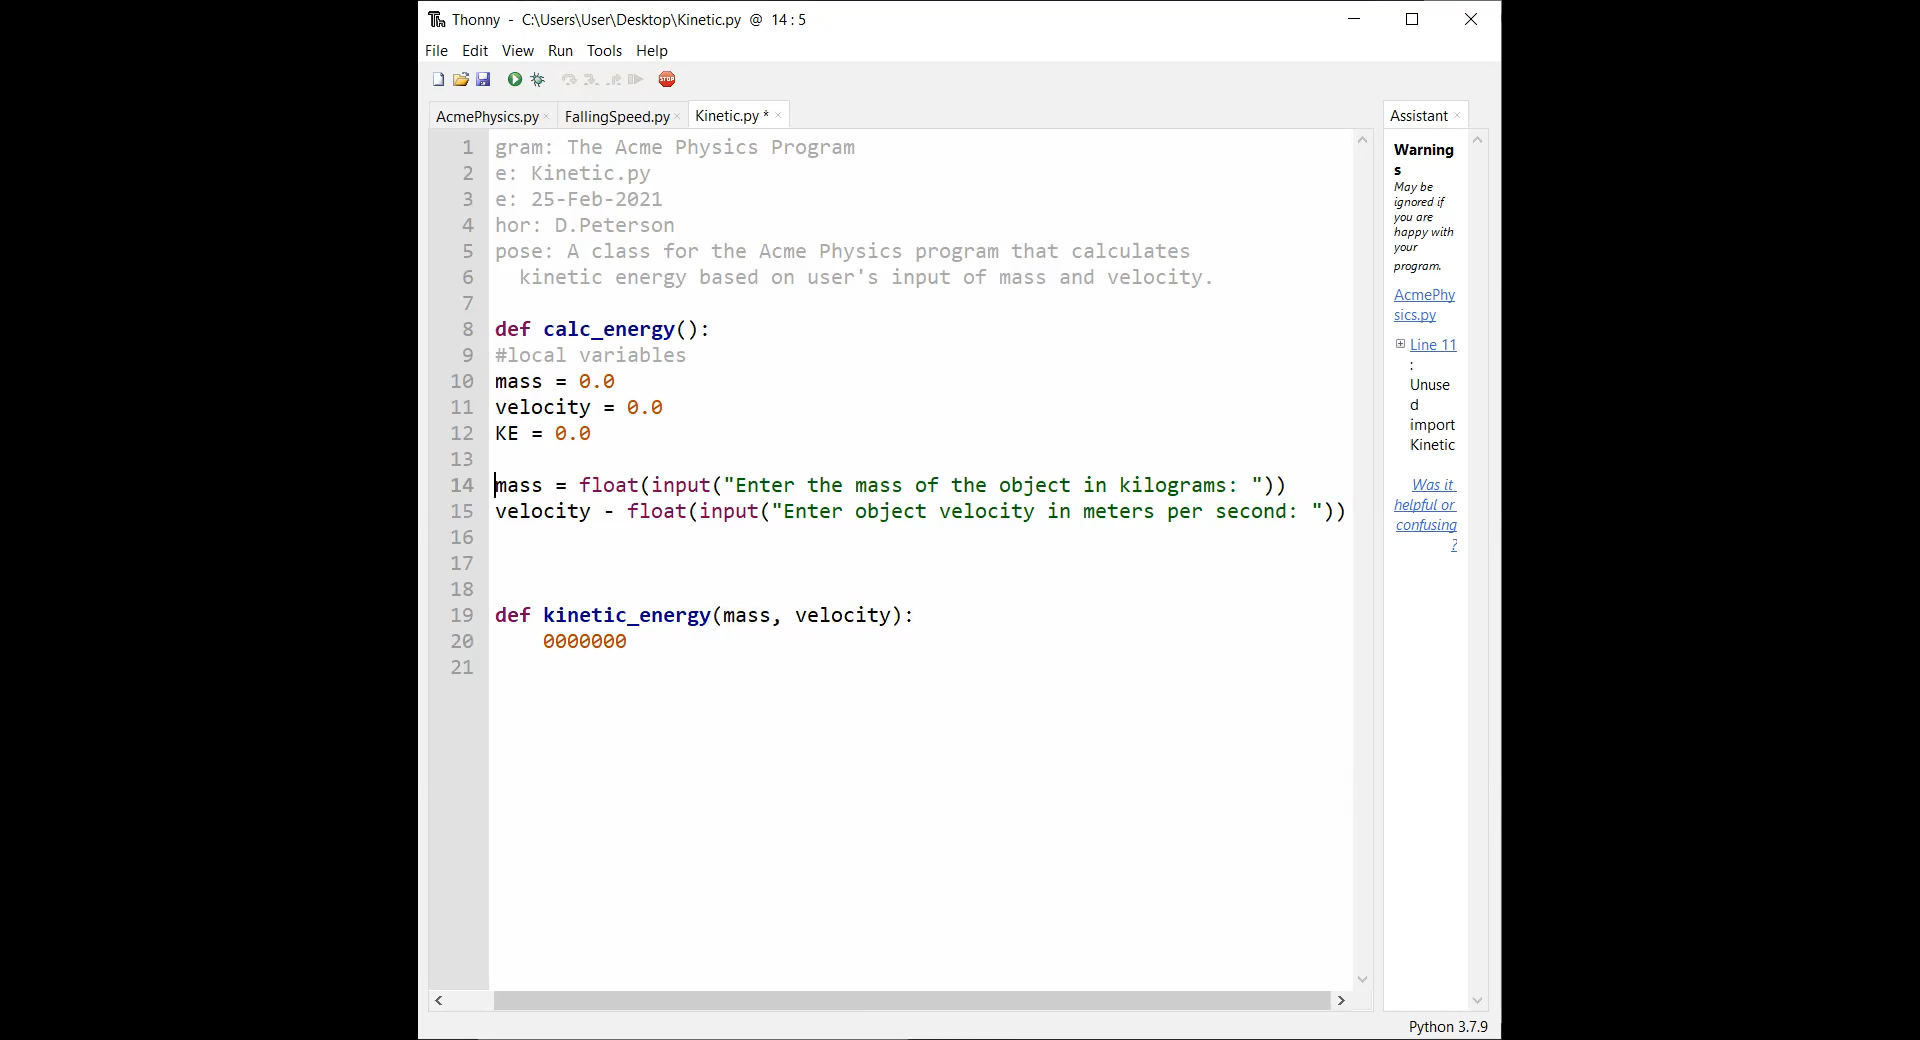 Thonny - C:\Users\User\Desktop\Kinetic.py @ 14:5
File Edit View Run Tools Help
STOP
AcmePhysics.py × FallingSpeed.py × Kinetic.py * ×
1 gram: The Acme Physics Program
2 e: Kinetic.py
3 e: 25-Feb-2021
4 hor: D.Peterson
5 pose: A class for the Acme Physics program that calculates
6 kinetic energy based on user's input of mass and velocity.
7
8 def calc_energy():
9 #local variables
10 mass = 0.0
11 velocity = 0.0
12 KE = 0.0
13
14 mass = float(input("Enter the mass of the object in kilograms: "))
15 velocity - float(input("Enter object velocity in meters per second: "))
16
17
18
19 def kinetic_energy(mass, velocity):
20 0000000
21
Assistant ×
Warning
s
May be
ignored if
you are
happy with
your
program.
AcmePhy
sics.py
Line 11
:
Unuse
d
import
Kinetic
Was it
helpful or
confusing
?
Python 3.7.9